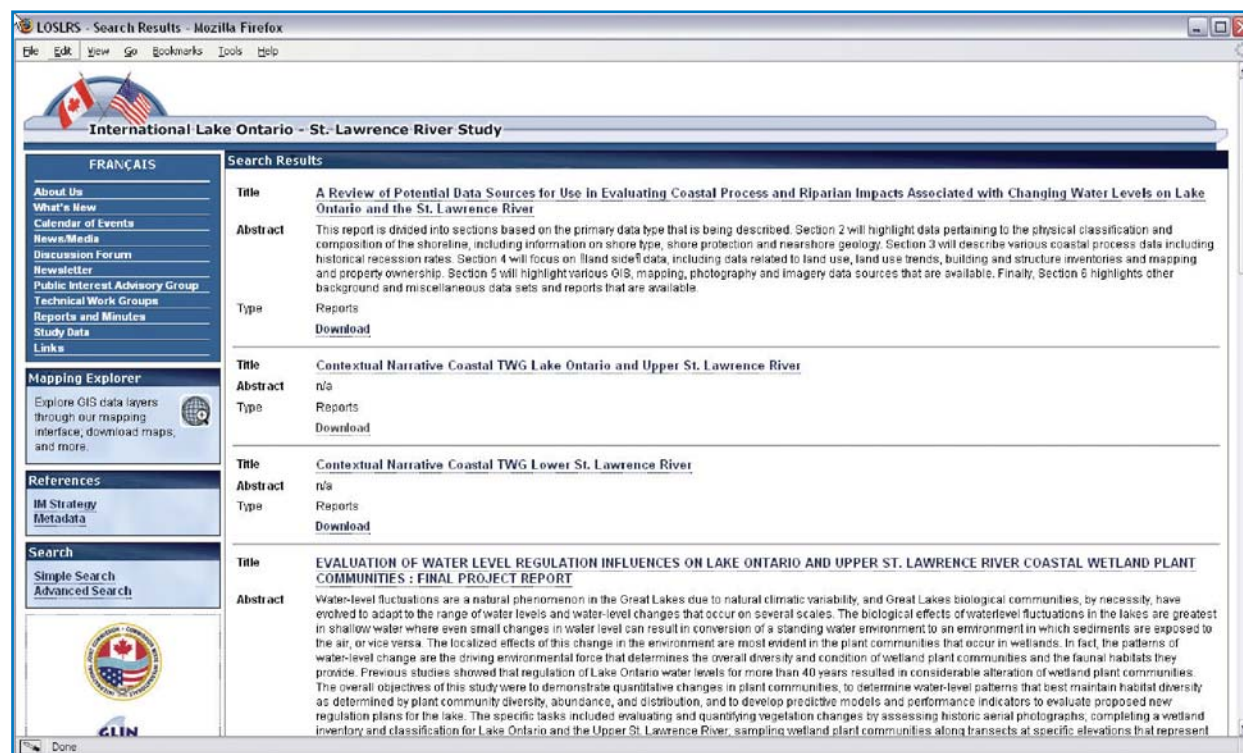 LOSLRS - Search Results - Mozilla Firefox
File Edit View Go Bookmarks Tools Help
International Lake Ontario - St. Lawrence River Study
FRANÇAIS
About Us
What's New
Calendar of Events
News/Media
Discussion Forum
Newsletter
Public Interest Advisory Group
Technical Work Groups
Reports and Minutes
Study Data
Links
Mapping Explorer
Explore GIS data layers
through our mapping
interface; download maps,
and more.
References
IM Strategy
Metadata
Search
Simple Search
Advanced Search
GLIN
Search Results
Title A Review of Potential Data Sources for Use in Evaluating Coastal Process and Riparian Impacts Associated with Changing Water Levels on Lake
Ontario and the St. Lawrence River
Abstract This report is divided into sections based on the primary data type that is being described. Section 2 will highlight data pertaining to the physical classification and
composition of the shoreline, including information on shore type, shore protection and nearshore geology. Section 3 will describe various coastal process data including
historical recession rates. Section 4 will focus on land side¶ data, including data related to land use, land use trends, building and structure inventories and mapping
and property ownership. Section 5 will highlight various GIS, mapping, photography and imagery data sources that are available. Finally, Section 6 highlights other
background and miscellaneous data sets and reports that are available.
Type Reports
Download
Title Contextual Narrative Coastal TWG Lake Ontario and Upper St. Lawrence River
Abstract n/a
Type Reports
Download
Title Contextual Narrative Coastal TWG Lower St. Lawrence River
Abstract n/a
Type Reports
Download
Title EVALUATION OF WATER LEVEL REGULATION INFLUENCES ON LAKE ONTARIO AND UPPER ST. LAWRENCE RIVER COASTAL WETLAND PLANT
COMMUNITIES : FINAL PROJECT REPORT
Abstract Water-level fluctuations are a natural phenomenon in the Great Lakes due to natural climatic variability, and Great Lakes biological communities, by necessity, have
evolved to adapt to the range of water levels and water-level changes that occur on several scales. The biological effects of waterlevel fluctuations in the lakes are greatest
in shallow water where even small changes in water level can result in conversion of a standing water environment to an environment in which sediments are exposed to
the air, or vice versa. The localized effects of this change in the environment are most evident in the plant communities that occur in wetlands. In fact, the patterns of
water-level change are the driving environmental force that determines the overall diversity and condition of wetland plant communities and the faunal habitats they
provide. Previous studies showed that regulation of Lake Ontario water levels for more than 40 years resulted in considerable alteration of wetland plant communities.
The overall objectives of this study were to demonstrate quantitative changes in plant communities, to determine water-level patterns that best maintain habitat diversity
as determined by plant community diversity, abundance, and distribution, and to develop predictive models and performance indicators to evaluate proposed new
regulation plans for the lake. The specific tasks included evaluating and quantifying vegetation changes by assessing historic aerial photographs; completing a wetland
inventory and classification for Lake Ontario and the Upper St. Lawrence River; sampling wetland plant communities along transects at specific elevations that represent
Done